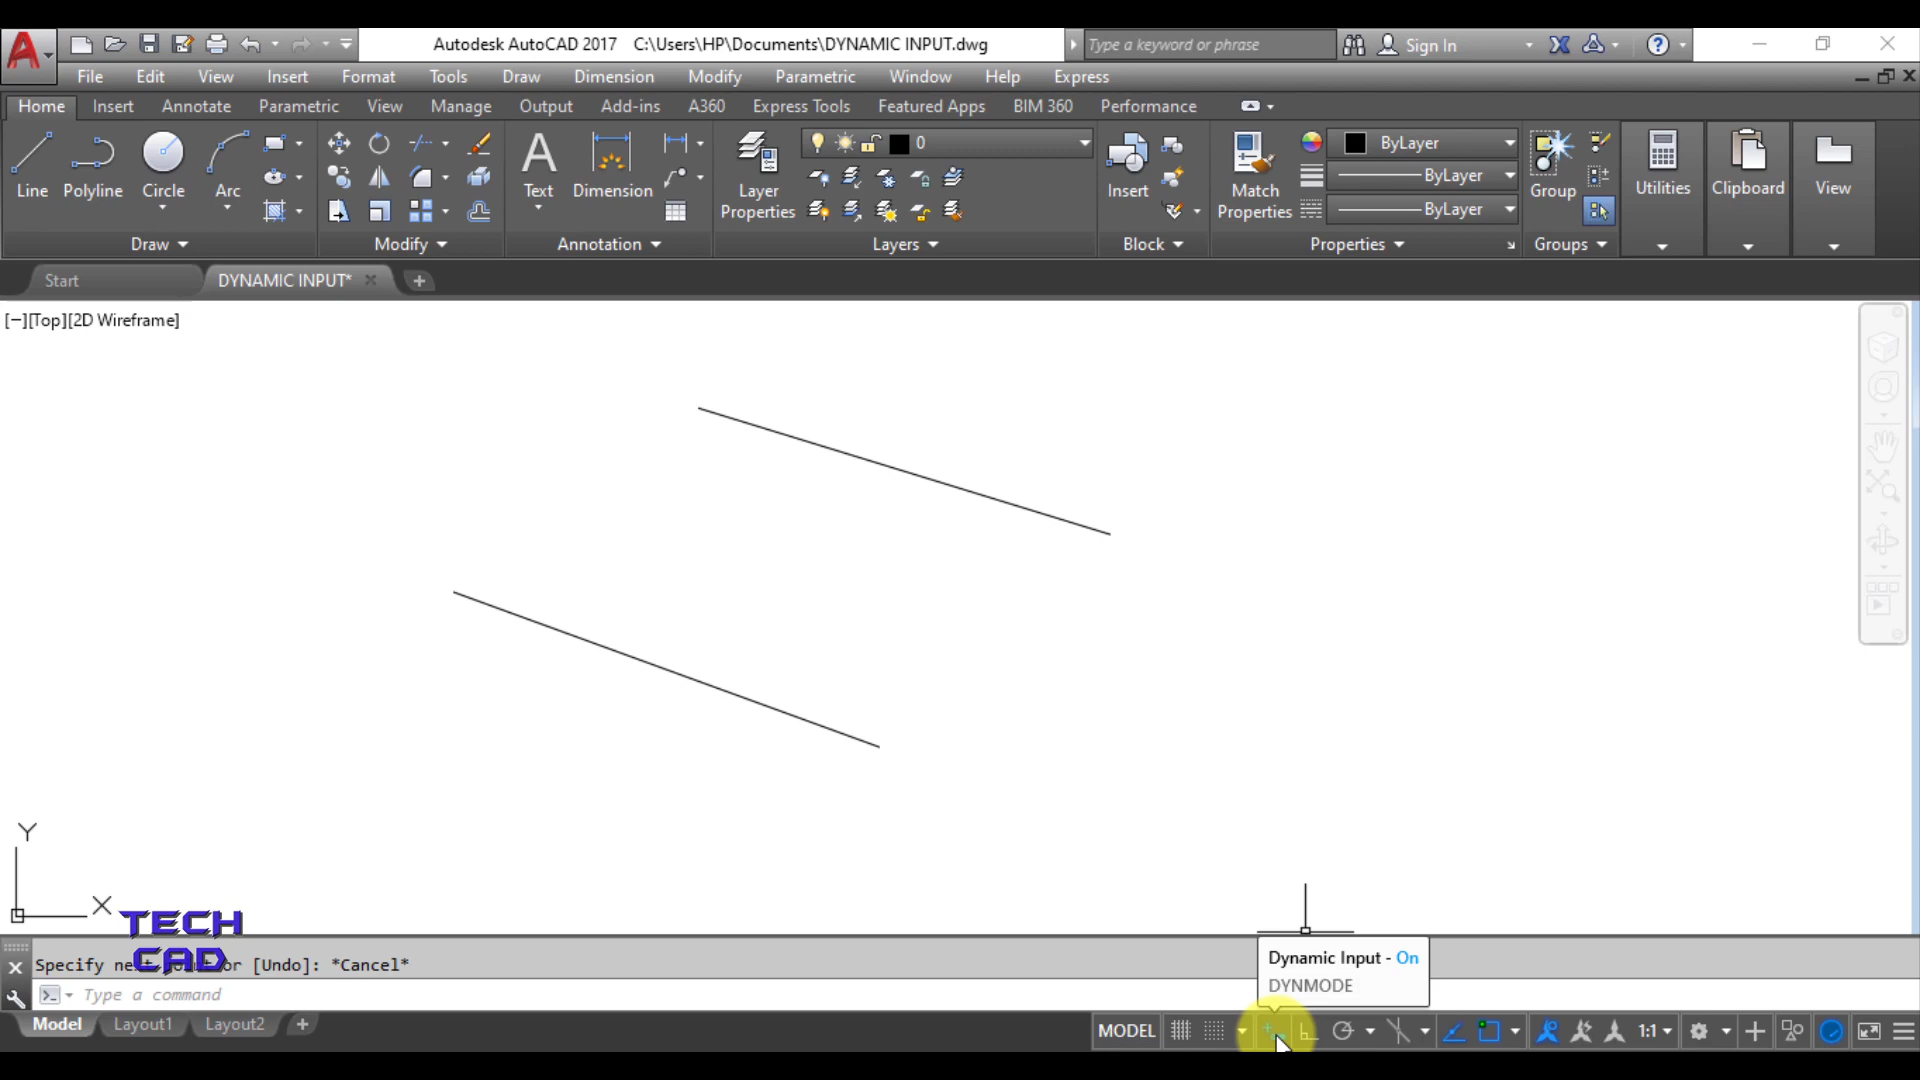 Autodesk AutoCAD 2017 C:\Users\HP\Documents\DYNAMIC INPUT.dwg
Type a keyword or phrase
Sign In
File Edit View Insert Format Tools Draw Dimension Modify Parametric Window Help Express
Home Insert Annotate Parametric View Manage Output Add-ins A360 Express Tools Featured Apps BIM 360 Performance
0
ByLayer
Line Polyline Circle Arc
Text Dimension
Layer Properties
Insert
Match Properties
ByLayer
ByLayer
Group
Utilities Clipboard View
Draw Modify Annotation Layers Block Properties Groups
Start DYNAMIC INPUT*
[−][Top][2D Wireframe]
Y
X
TECH
CAD
Specify next point or [Undo]: *Cancel*
Dynamic Input - On
DYNMODE
Type a command
Model Layout1 Layout2
MODEL 1:1